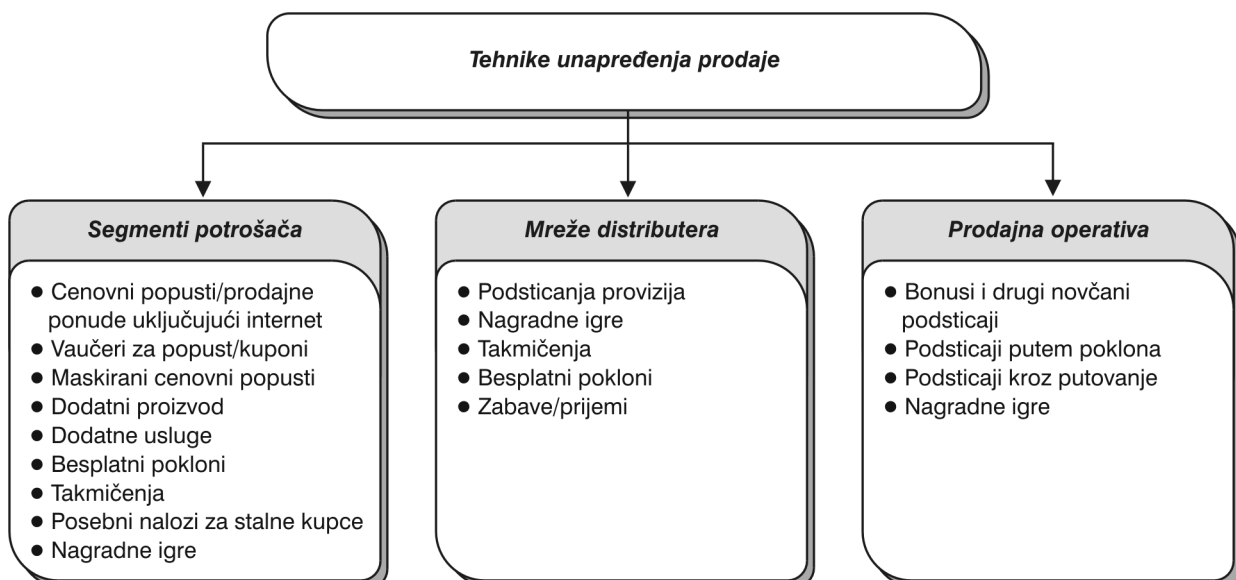 Tehnike unapređenja prodaje
Segmenti potrošača
● Cenovni popusti/prodajne
ponude uključujući internet
● Vaučeri za popust/kuponi
● Maskirani cenovni popusti
● Dodatni proizvod
● Dodatne usluge
● Besplatni pokloni
● Takmičenja
● Posebni nalozi za stalne kupce
● Nagradne igre
Mreže distributera
● Podsticanja provizija
● Nagradne igre
● Takmičenja
● Besplatni pokloni
● Zabave/prijemi
Prodajna operativa
● Bonusi i drugi novčani
podsticaji
● Podsticaji putem poklona
● Podsticaji kroz putovanje
● Nagradne igre